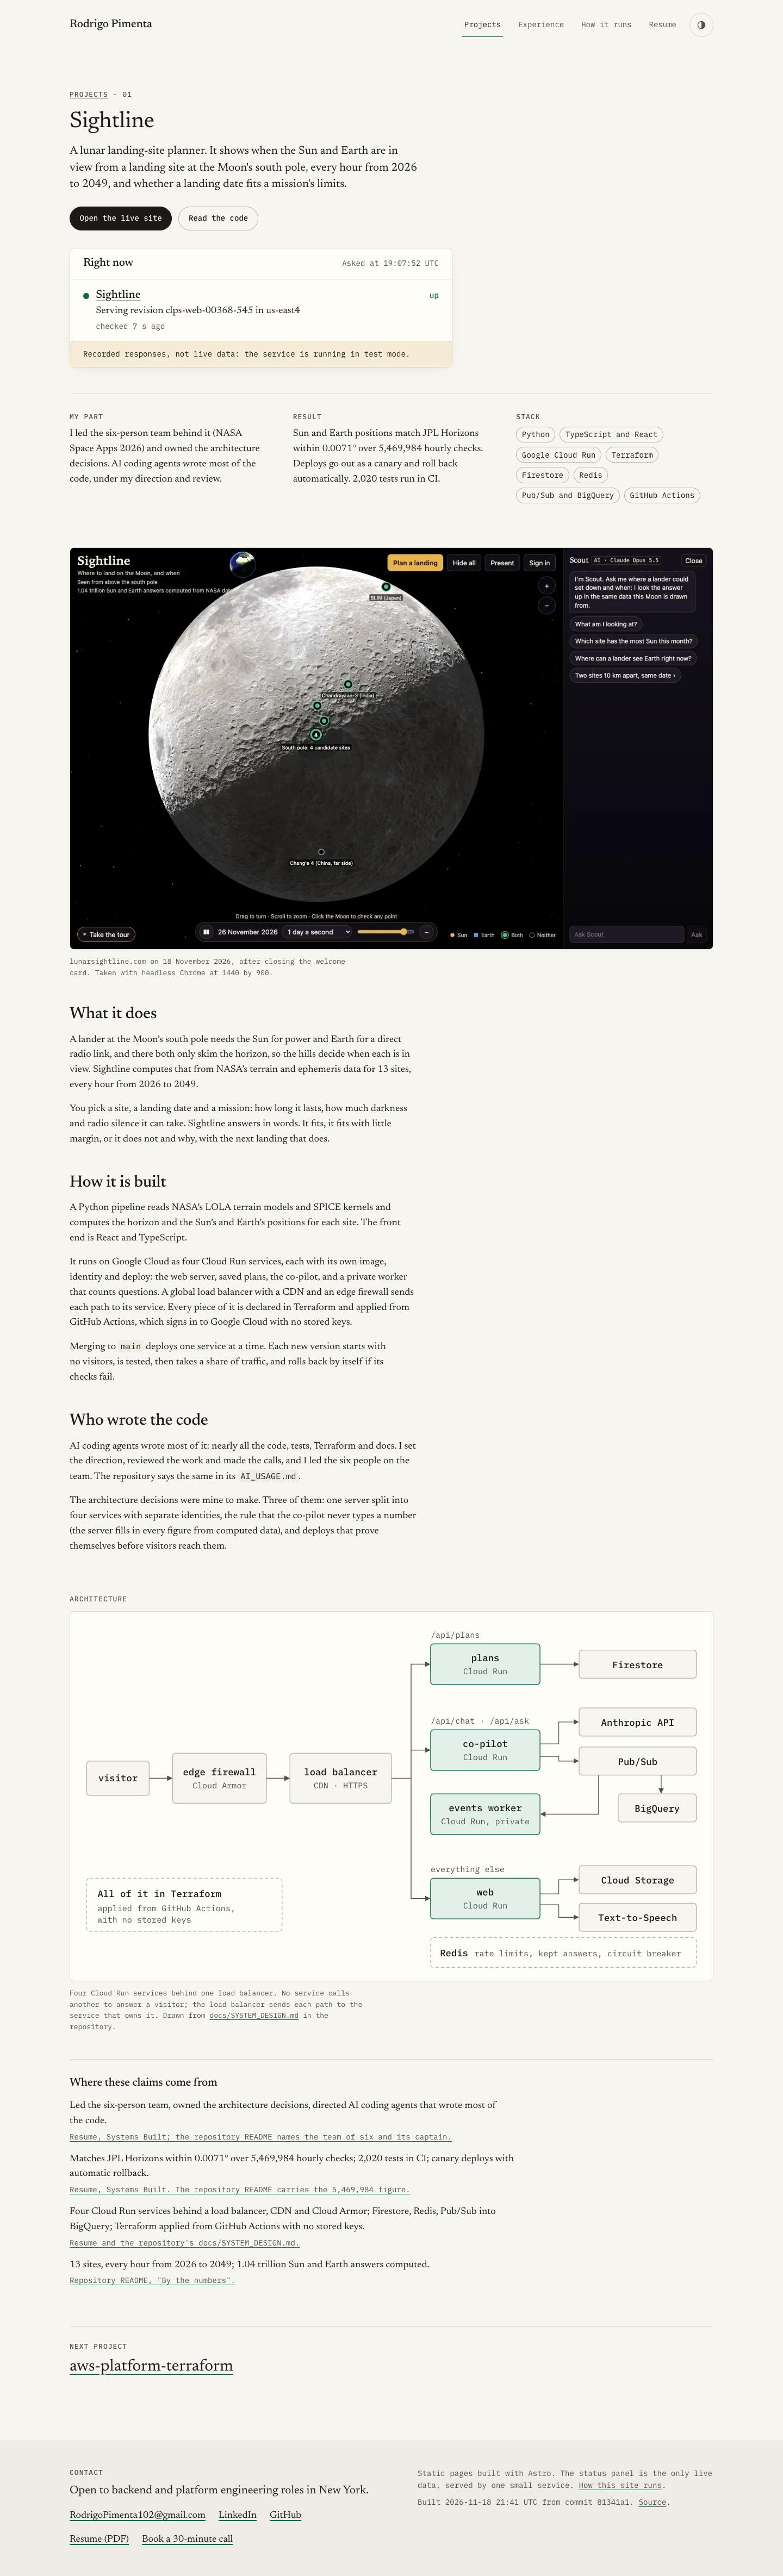 Rodrigo Pimenta
Projects
Experience
How it runs
Resume
PROJECTS · 01
Sightline
A lunar landing-site planner. It shows when the Sun and Earth are in
view from a landing site at the Moon's south pole, every hour from 2026
to 2049, and whether a landing date fits a mission's limits.
Open the live site
Read the code
Right now
Asked at 19:07:52 UTC
Sightline
up
Serving revision clps-web-00368-545 in us-east4
checked 7 s ago
Recorded responses, not live data: the service is running in test mode.
MY PART
I led the six-person team behind it (NASA
Space Apps 2026) and owned the architecture
decisions. AI coding agents wrote most of the
code, under my direction and review.
RESULT
Sun and Earth positions match JPL Horizons
within 0.0071° over 5,469,984 hourly checks.
Deploys go out as a canary and roll back
automatically. 2,020 tests run in CI.
STACK
Python
TypeScript and React
Google Cloud Run
Terraform
Firestore
Redis
Pub/Sub and BigQuery
GitHub Actions
Sightline
Where to land on the Moon, and when
Seen from above the south pole
1.04 trillion Sun and Earth answers computed from NASA
Plan a landing
Hide all
Present
Sign in
+
−
SLIM (Japan)
Chandrayaan-3 (India)
4
South pole: 4 candidate sites
Chang'e 4 (China, far side)
Drag to turn · Scroll to zoom · Click the Moon to check any point
Take the tour
26 November 2026
1 day a second
Sun
Earth
Both
Neither
Scout
AI · Claude Opus 5.5
Close
I'm Scout. Ask me where a lander could
set down and when: I look the answer
up in the same data this Moon is drawn
from.
What am I looking at?
Which site has the most Sun this month?
Where can a lander see Earth right now?
Two sites 10 km apart, same date ›
Ask Scout
Ask
lunarsightline.com on 18 November 2026, after closing the welcome
card. Taken with headless Chrome at 1440 by 900.
What it does
A lander at the Moon's south pole needs the Sun for power and Earth for a direct
radio link, and there both only skim the horizon, so the hills decide when each is in
view. Sightline computes that from NASA's terrain and ephemeris data for 13 sites,
every hour from 2026 to 2049.
You pick a site, a landing date and a mission: how long it lasts, how much darkness
and radio silence it can take. Sightline answers in words. It fits, it fits with little
margin, or it does not and why, with the next landing that does.
How it is built
A Python pipeline reads NASA's LOLA terrain models and SPICE kernels and
computes the horizon and the Sun's and Earth's positions for each site. The front
end is React and TypeScript.
It runs on Google Cloud as four Cloud Run services, each with its own image,
identity and deploy: the web server, saved plans, the co-pilot, and a private worker
that counts questions. A global load balancer with a CDN and an edge firewall sends
each path to its service. Every piece of it is declared in Terraform and applied from
GitHub Actions, which signs in to Google Cloud with no stored keys.
Merging to main deploys one service at a time. Each new version starts with
no visitors, is tested, then takes a share of traffic, and rolls back by itself if its
checks fail.
Who wrote the code
AI coding agents wrote most of it: nearly all the code, tests, Terraform and docs. I set
the direction, reviewed the work and made the calls, and I led the six people on the
team. The repository says the same in its AI_USAGE.md.
The architecture decisions were mine to make. Three of them: one server split into
four services with separate identities, the rule that the co-pilot never types a number
(the server fills in every figure from computed data), and deploys that prove
themselves before visitors reach them.
ARCHITECTURE
/api/plans
plans
Cloud Run
Firestore
/api/chat · /api/ask
co-pilot
Cloud Run
Anthropic API
Pub/Sub
visitor
edge firewall
Cloud Armor
load balancer
CDN · HTTPS
events worker
Cloud Run, private
BigQuery
everything else
web
Cloud Run
Cloud Storage
Text-to-Speech
All of it in Terraform
applied from GitHub Actions,
with no stored keys
Redis rate limits, kept answers, circuit breaker
Four Cloud Run services behind one load balancer. No service calls
another to answer a visitor; the load balancer sends each path to the
service that owns it. Drawn from docs/SYSTEM_DESIGN.md in the
repository.
Where these claims come from
Led the six-person team, owned the architecture decisions, directed AI coding agents that wrote most of
the code.
Resume, Systems Built; the repository README names the team of six and its captain.
Matches JPL Horizons within 0.0071° over 5,469,984 hourly checks; 2,020 tests in CI; canary deploys with
automatic rollback.
Resume, Systems Built. The repository README carries the 5,469,984 figure.
Four Cloud Run services behind a load balancer, CDN and Cloud Armor; Firestore, Redis, Pub/Sub into
BigQuery; Terraform applied from GitHub Actions with no stored keys.
Resume and the repository's docs/SYSTEM_DESIGN.md.
13 sites, every hour from 2026 to 2049; 1.04 trillion Sun and Earth answers computed.
Repository README, "By the numbers".
NEXT PROJECT
aws-platform-terraform
CONTACT
Open to backend and platform engineering roles in New York.
RodrigoPimenta102@gmail.com
LinkedIn
GitHub
Resume (PDF)
Book a 30-minute call
Static pages built with Astro. The status panel is the only live
data, served by one small service. How this site runs.
Built 2026-11-18 21:41 UTC from commit 81341a1. Source.